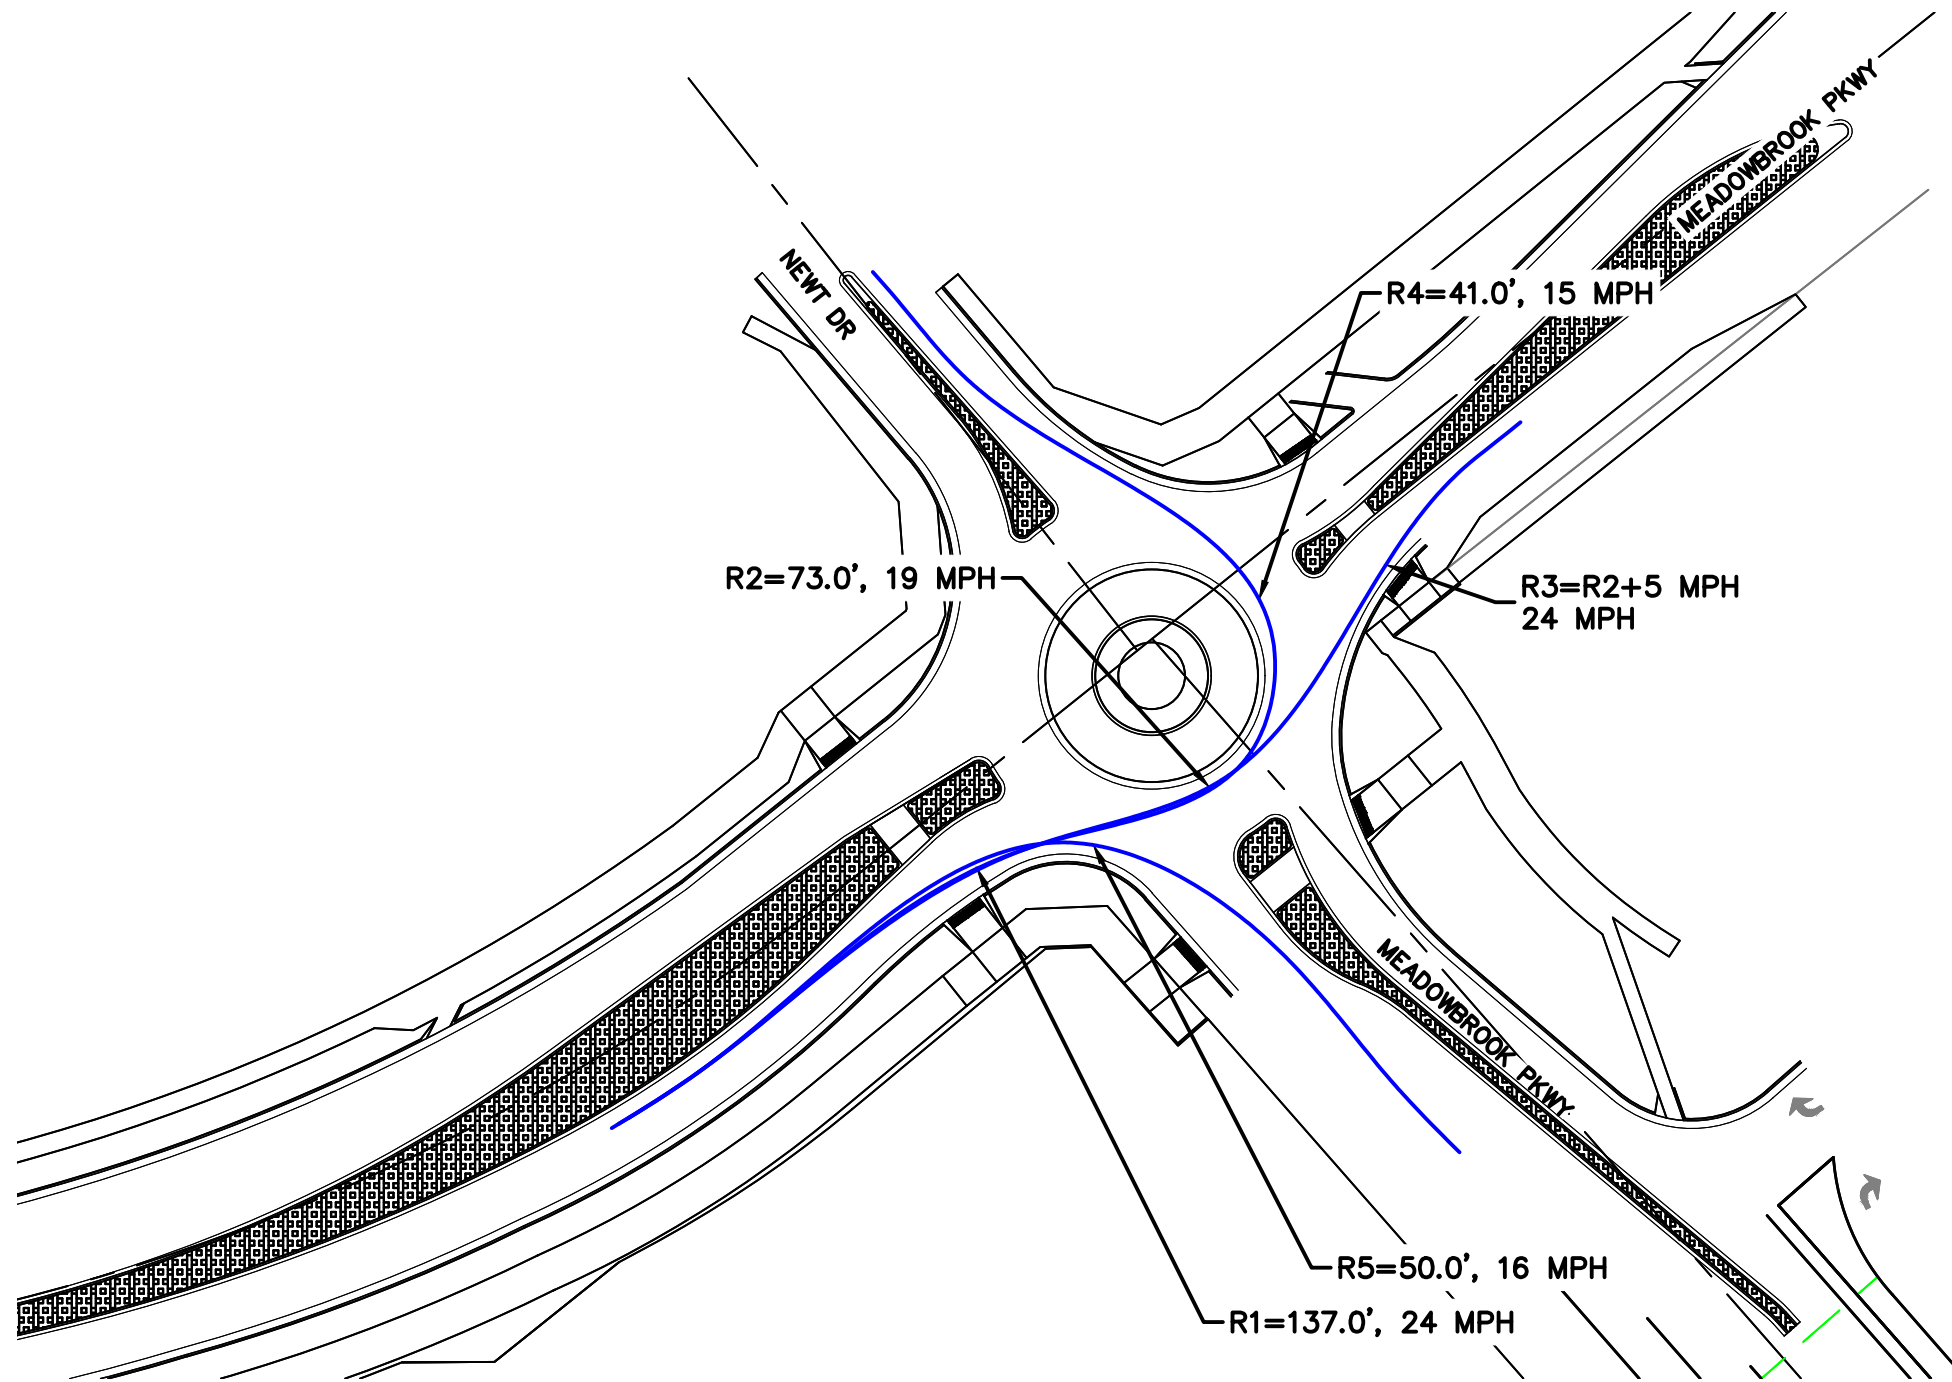 MEADOWBROOK PKWY
NEWT DR
R4=41.0', 15 MPH
R2=73.0', 19 MPH
R3=R2+5 MPH
24 MPH
MEADOWBROOK PKWY
R5=50.0', 16 MPH
R1=137.0', 24 MPH